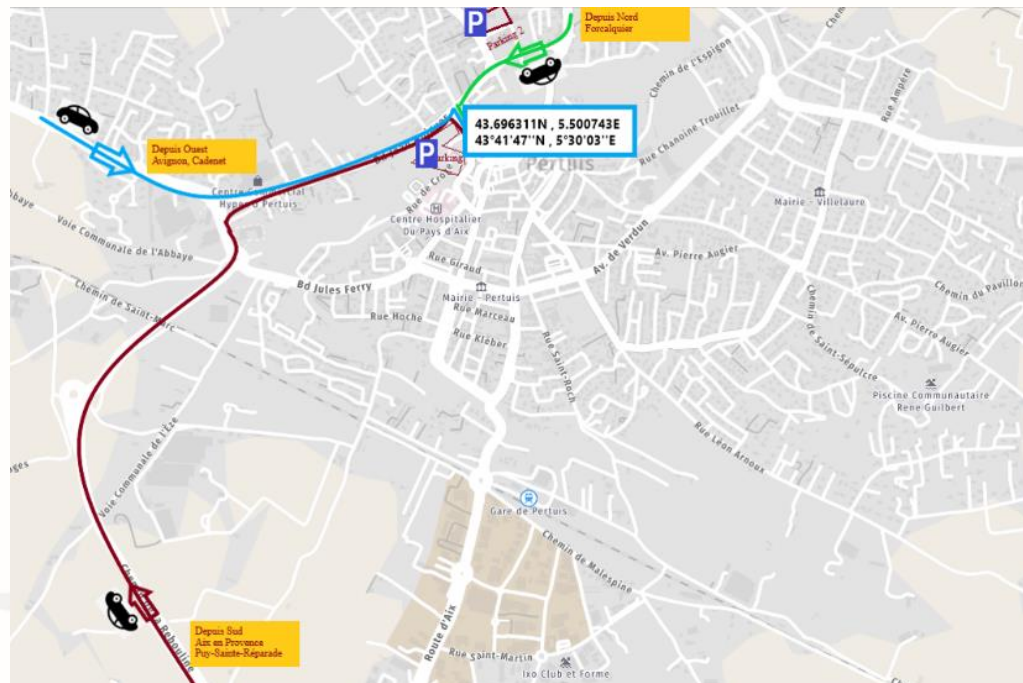 Depuis Nord
Forcalquier
P
Parking 2
Chemin de l'Espigon
Rue Ampère
43.696311N , 5.500743E
43°41'47''N , 5°30'03''E
Depuis Ouest
Avignon, Cadenet
P
Parking
Pertuis
Rue Chanoine Trouillet
Rue de Croze
Centre Commercial
Hyper U Pertuis
Mairie - Villelaure
Abbaye
Voie Communale de l'Abbaye
Centre Hospitalier
Du Pays d'Aix
Av. de Verdun
Av. Pierre Augier
Rue Giraud
Bd Jules Ferry
Mairie - Pertuis
Chemin du Pavillon
Chemin de Saint-Marc
Rue Hoche
Rue Marceau
Rue Kléber
Chemin de Saint-Sépulcre
Av. Pierre Augier
Rue Saint-Roch
Piscine Communautaire
Rene Guilbert
Rue Léon Arnoux
Voie Communale de l'Èze
Gare de Pertuis
Chemin de Malespine
Depuis Sud
Aix en Provence
Puy-Sainte-Réparade
Route d'Aix
Rue Saint-Martin
Ixo Club et Forme